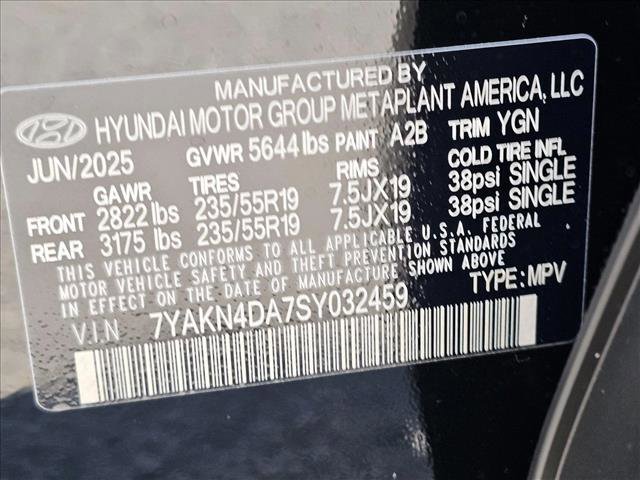 MANUFACTURED BY
HYUNDAI MOTOR GROUP METAPLANT AMERICA, LLC
JUN/2025 GVWR 5644 lbs PAINT A2B TRIM YGN
GAWR TIRES RIMS COLD TIRE INFL
FRONT 2822 lbs 235/55R19 7.5JX19 38psi SINGLE
REAR 3175 lbs 235/55R19 7.5JX19 38psi SINGLE
THIS VEHICLE CONFORMS TO ALL APPLICABLE U.S.A. FEDERAL
MOTOR VEHICLE SAFETY AND THEFT PREVENTION STANDARDS
IN EFFECT ON THE DATE OF MANUFACTURE SHOWN ABOVE
V.I.N 7YAKN4DA7SY032459 TYPE: MPV